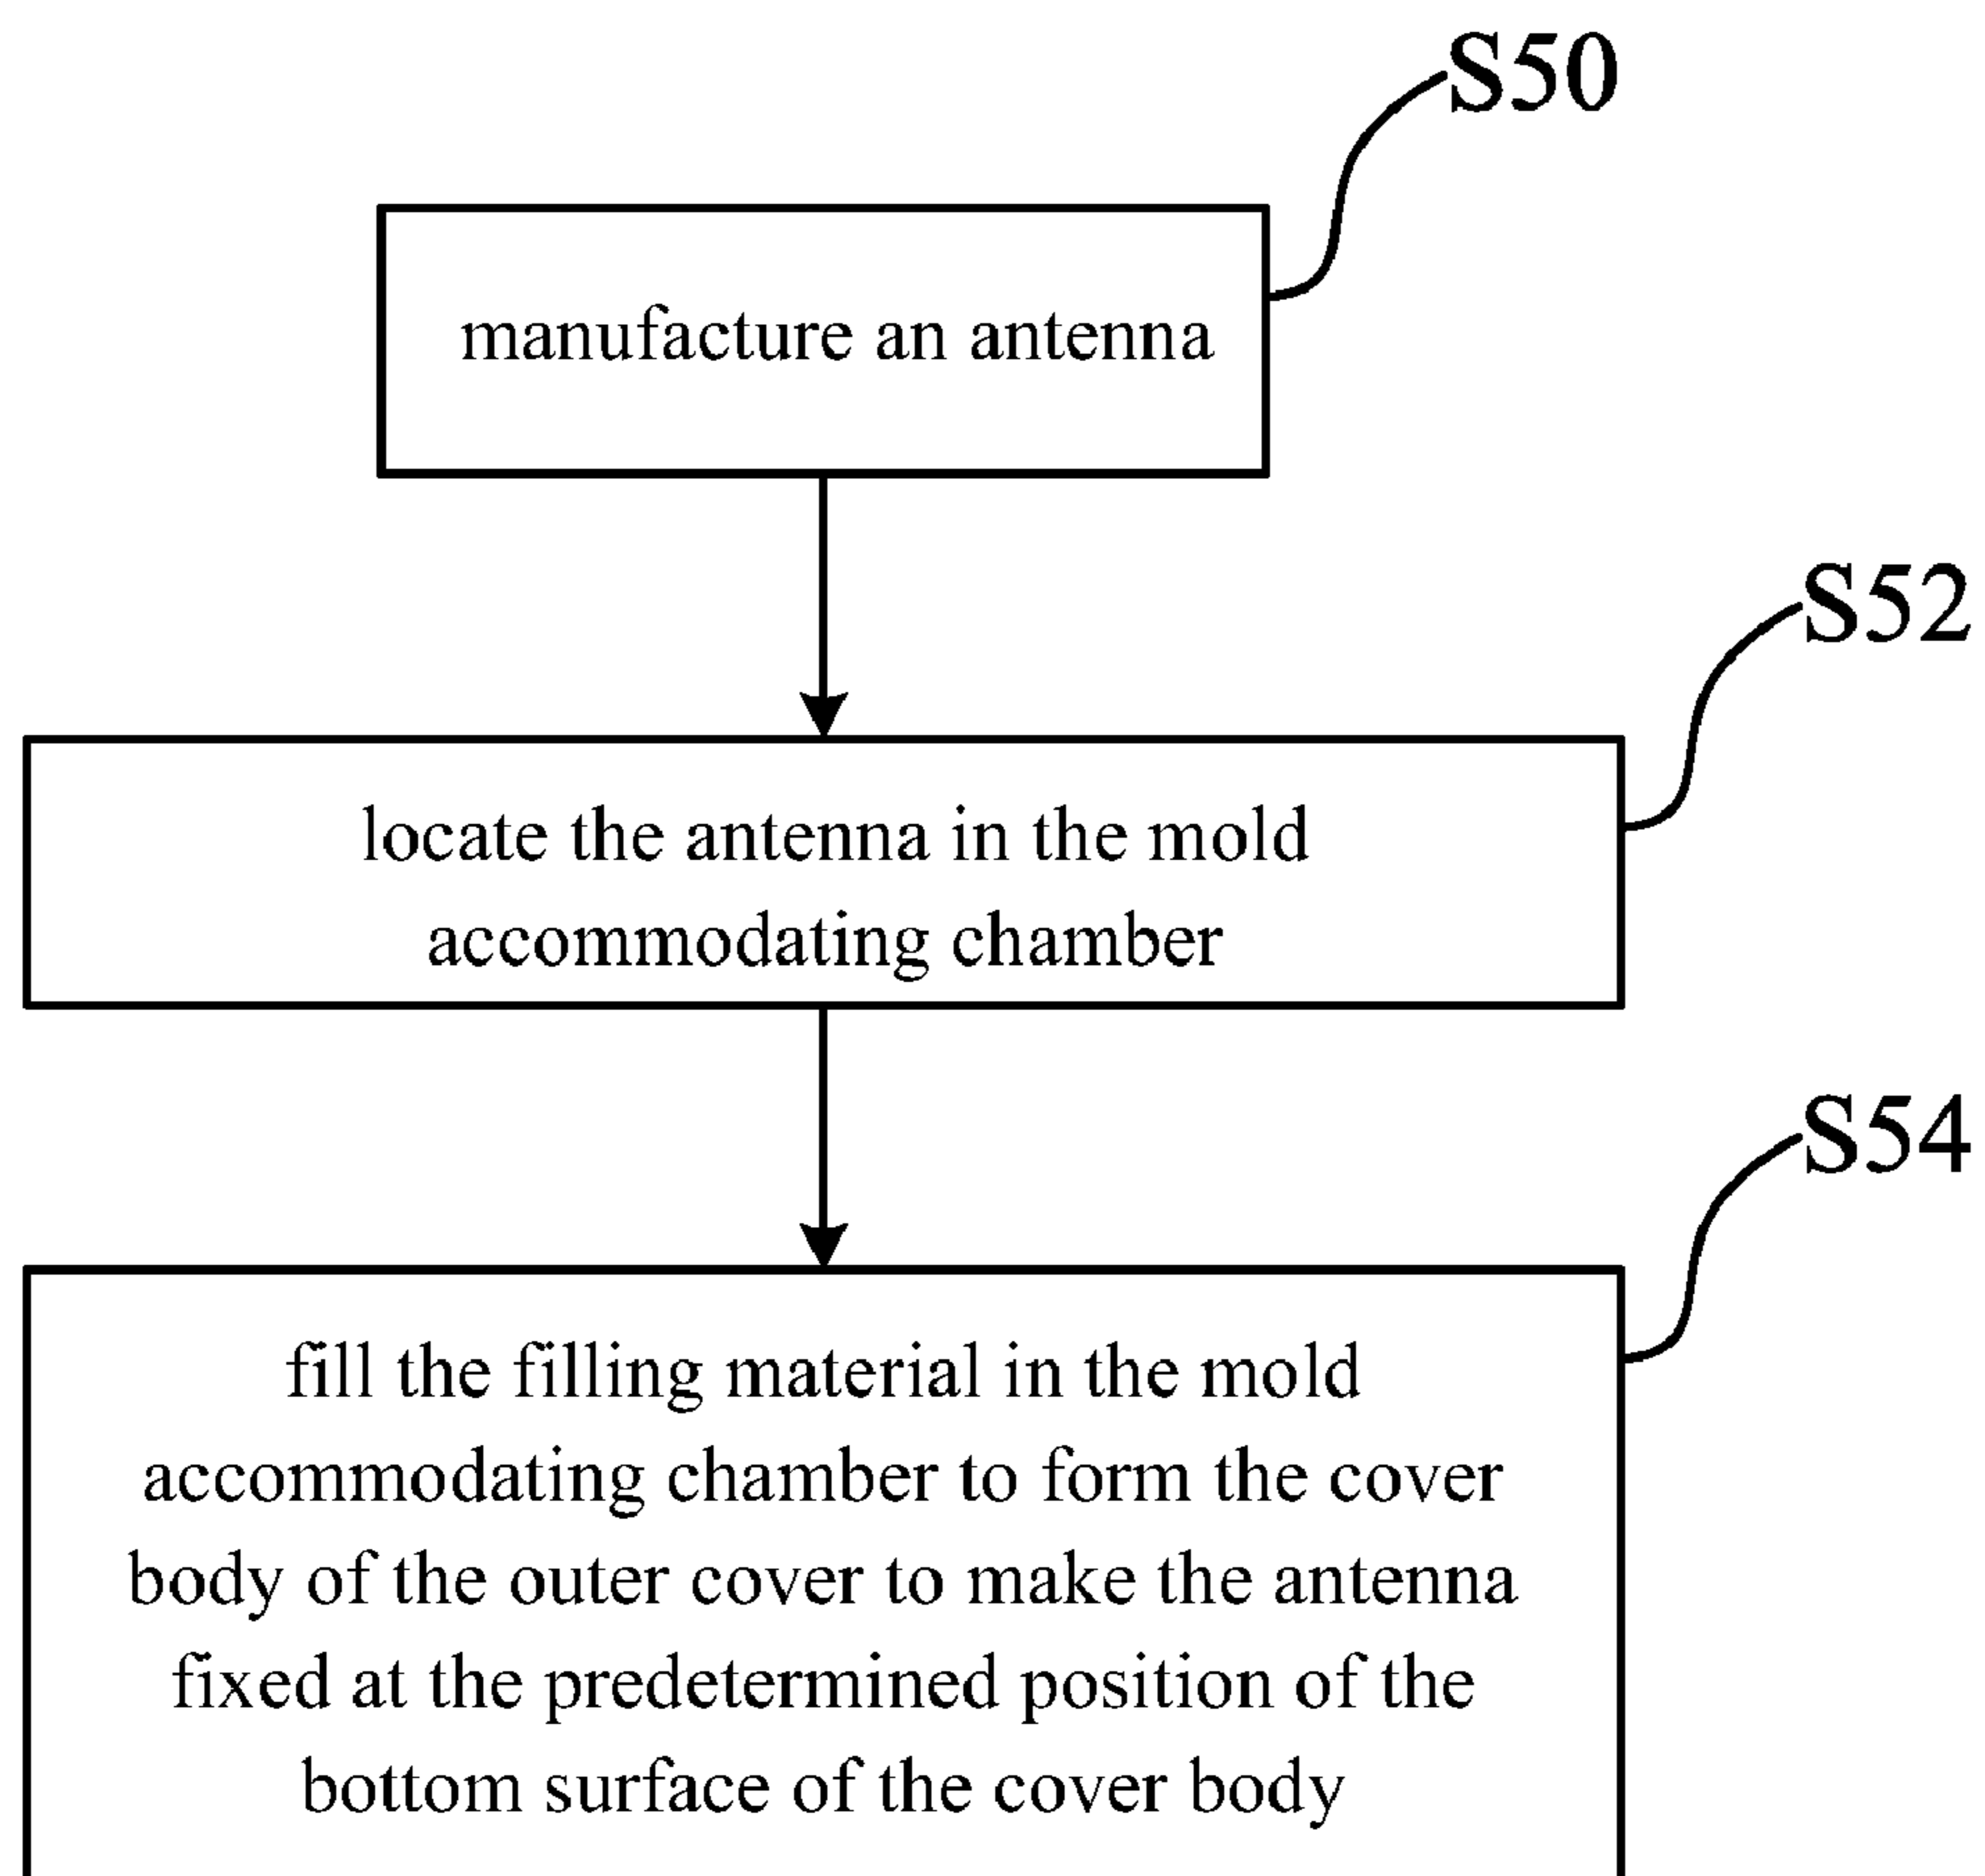 S50
manufacture an antenna
S52
locate the antenna in the mold
accommodating chamber
S54
fill the filling material in the mold
accommodating chamber to form the cover
body of the outer cover to make the antenna
fixed at the predetermined position of the
bottom surface of the cover body